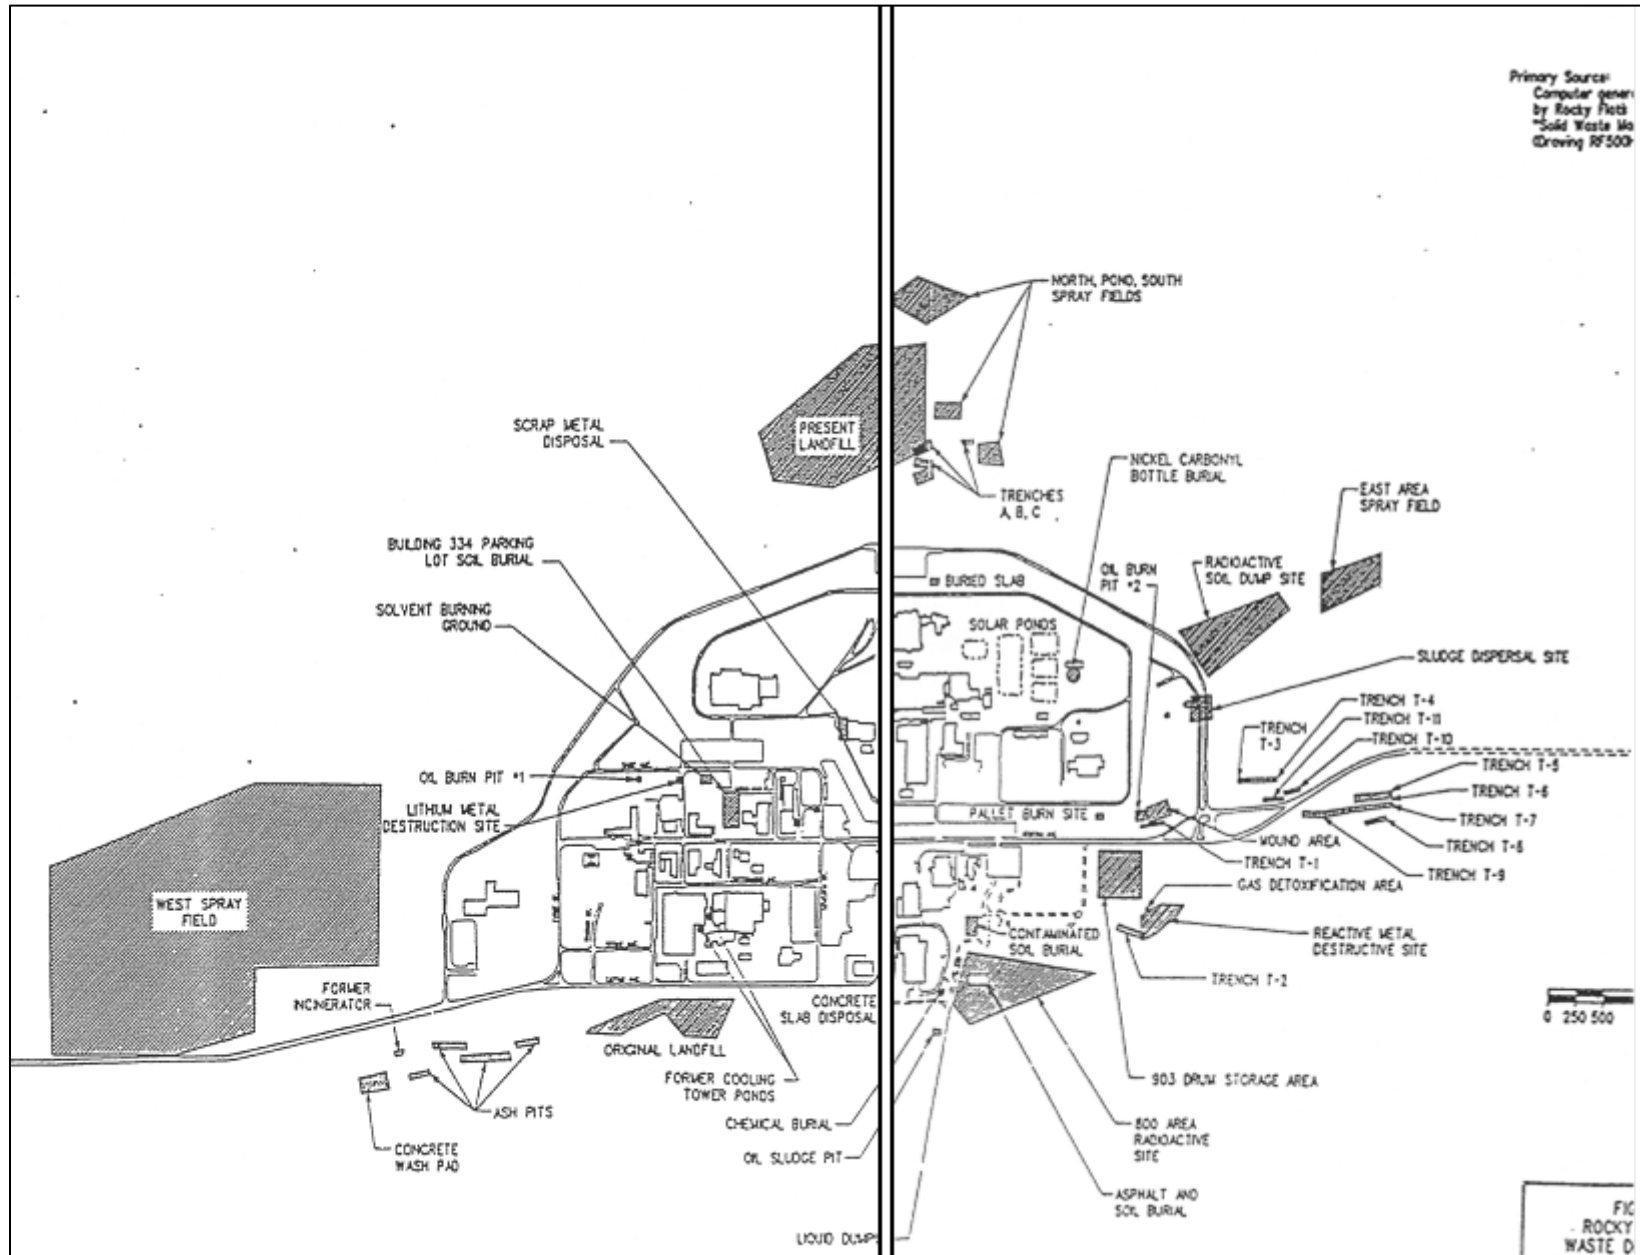 Primary Source:
Computer gener
by Rocky Flats
"Solid Waste Ma
(Drawing RF500
NORTH, POND, SOUTH
SPRAY FIELDS
SCRAP METAL
DISPOSAL
PRESENT
LANDFILL
NICKEL CARBONYL
BOTTLE BURIAL
TRENCHES
A, B, C
EAST AREA
SPRAY FIELD
BUILDING 334 PARKING
LOT SOIL BURIAL
OIL BURN
PIT #2
RADIOACTIVE
SOIL DUMP SITE
BURIED SLAB
SOLVENT BURNING
GROUND
SOLAR PONDS
SLUDGE DISPERSAL SITE
TRENCH T-4
TRENCH T-11
TRENCH
T-3
TRENCH T-10
TRENCH T-5
OIL BURN PIT #1
TRENCH T-6
LITHIUM METAL
DESTRUCTION SITE
PALLET BURN SITE
TRENCH T-7
MOUND AREA
TRENCH T-8
TRENCH T-1
TRENCH T-9
GAS DETOXIFICATION AREA
WEST SPRAY
FIELD
CONTAMINATED
SOIL BURIAL
REACTIVE METAL
DESTRUCTIVE SITE
TRENCH T-2
FORMER
INCINERATOR
CONCRETE
SLAB DISPOSAL
0 250 500
ORIGINAL LANDFILL
FORMER COOLING
TOWER PONDS
903 DRUM STORAGE AREA
ASH PITS
CHEMICAL BURIAL
800 AREA
RADIOACTIVE
SITE
CONCRETE
WASH PAD
OIL SLUDGE PIT
ASPHALT AND
SOIL BURIAL
LIQUID DUMPS
FIG
ROCKY
WASTE D